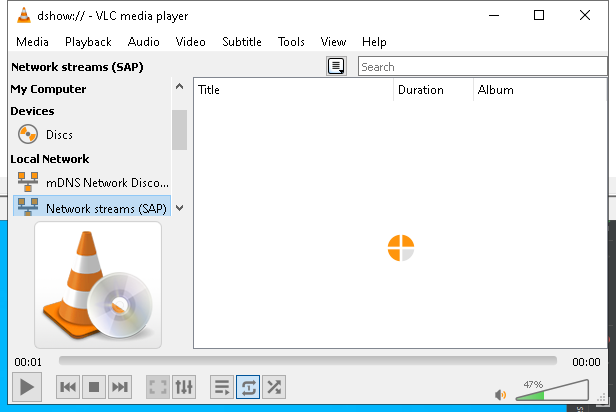 dshow:// - VLC media player
Media Playback Audio Video Subtitle Tools View Help
Network streams (SAP)
Search
My Computer
Devices
Discs
Local Network
mDNS Network Disco...
Network streams (SAP)
Title Duration Album
00:01
00:00
47%